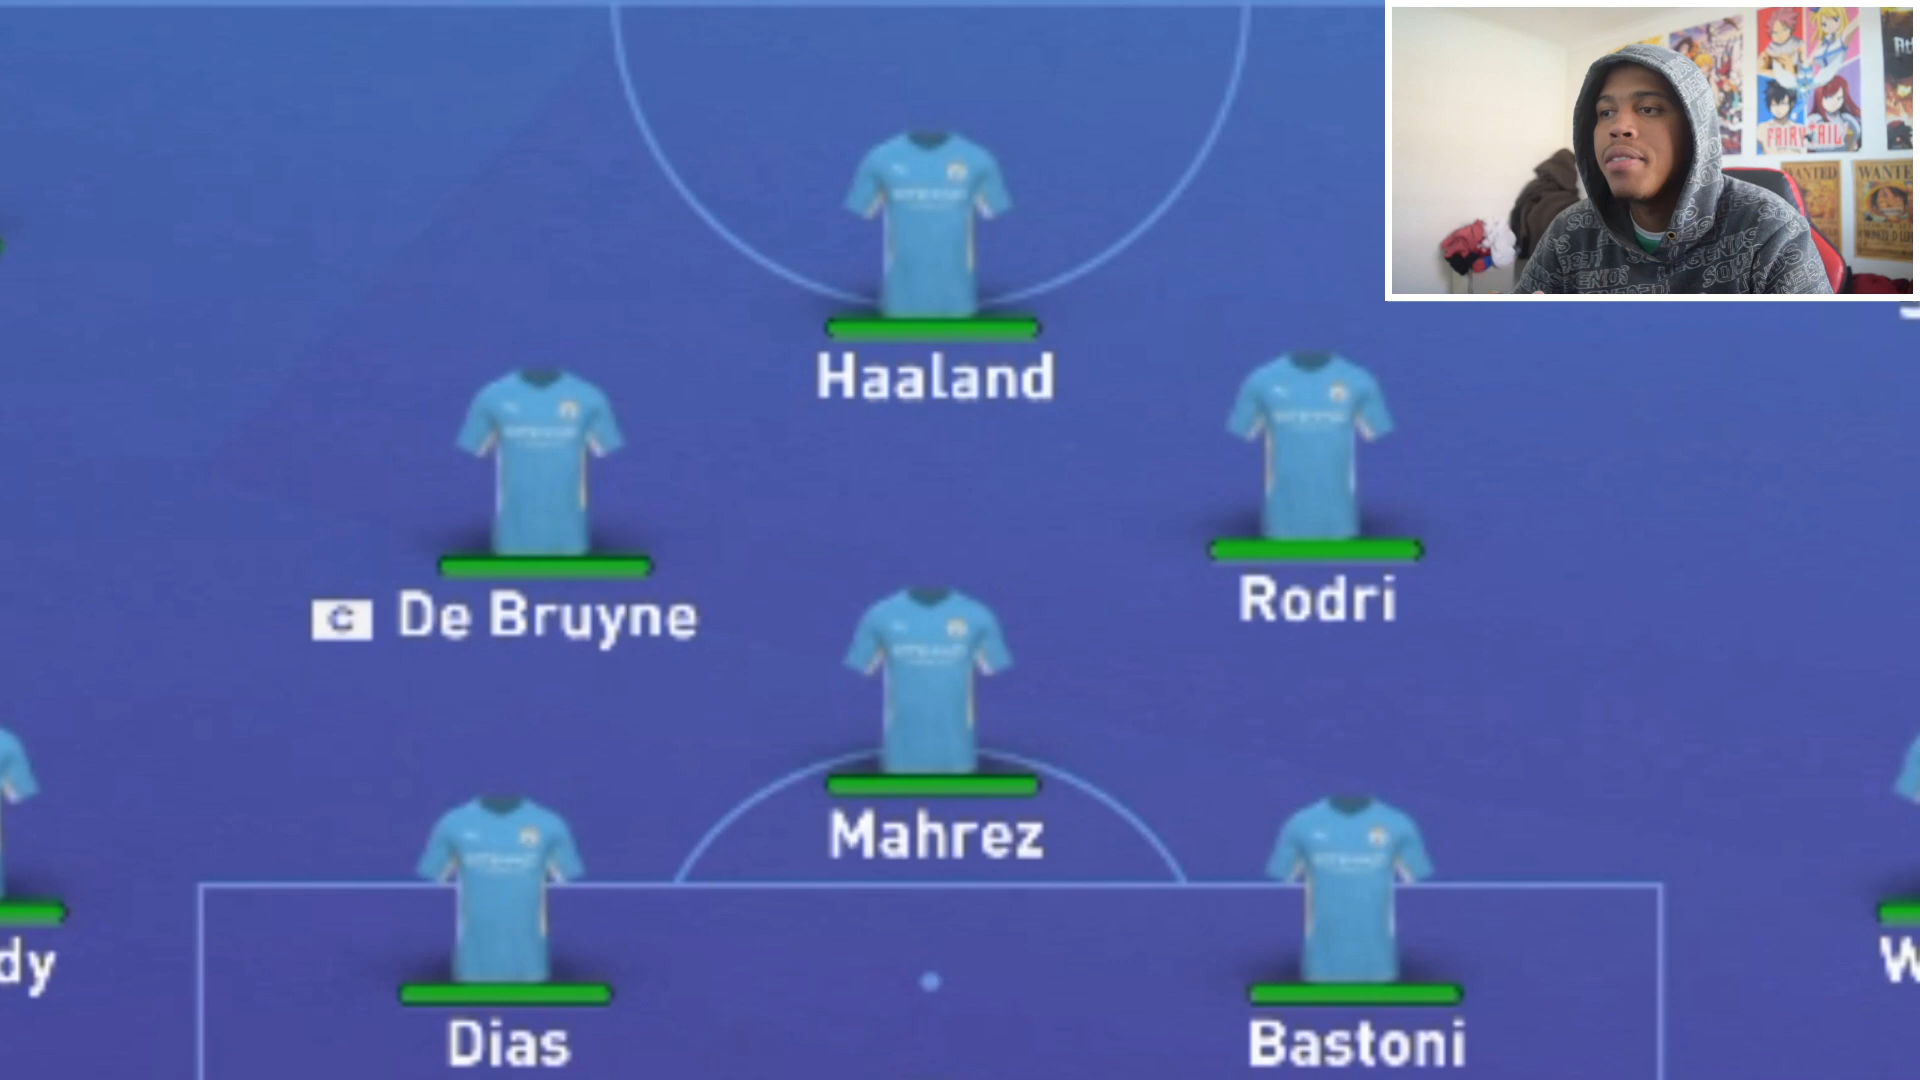 FAIRY TAIL
WANTED
WANTED
Haaland
C De Bruyne
Rodri
Mahrez
dy
W
Dias
Bastoni